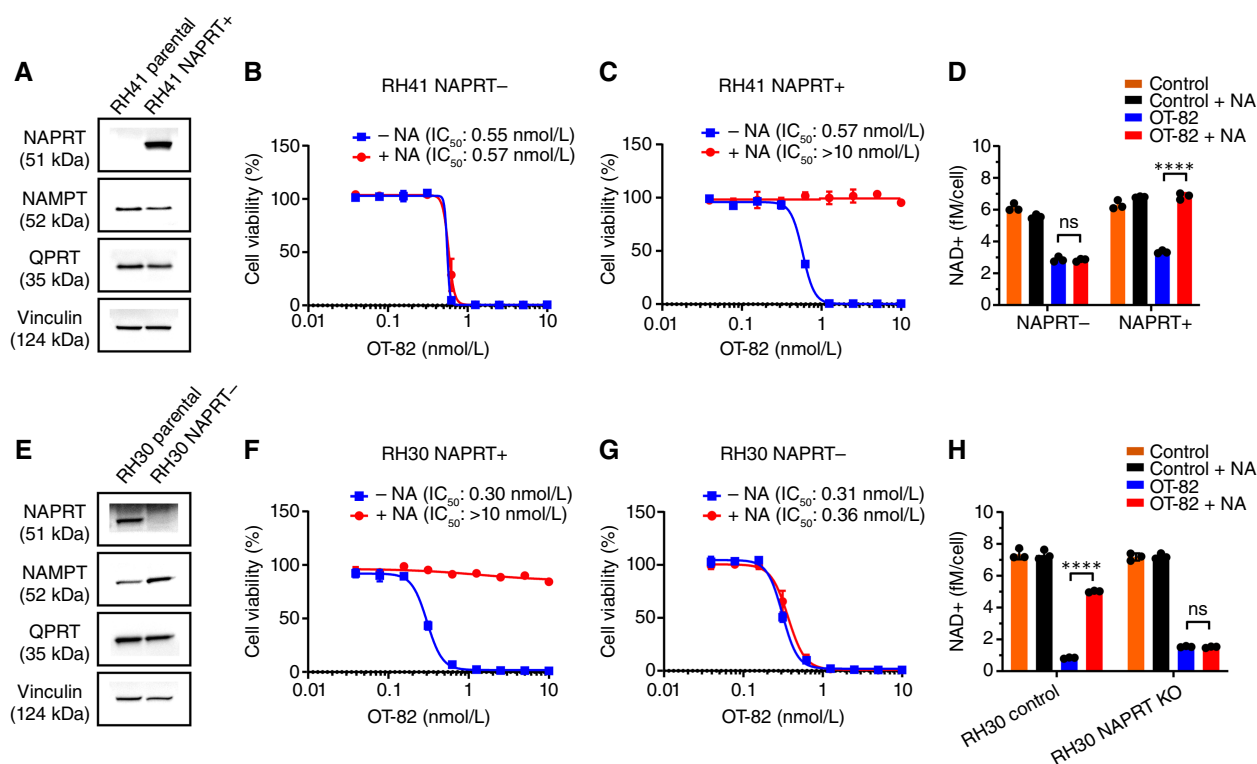 A
RH41 parental
RH41 NAPRT+
NAPRT
(51 kDa)
NAMPT
(52 kDa)
QPRT
(35 kDa)
Vinculin
(124 kDa)
B
RH41 NAPRT–
– NA (IC50: 0.55 nmol/L)
+ NA (IC50: 0.57 nmol/L)
Cell viability (%)
150
100
50
0
0.01
0.1
1
10
OT-82 (nmol/L)
C
RH41 NAPRT+
– NA (IC50: 0.57 nmol/L)
+ NA (IC50: >10 nmol/L)
Cell viability (%)
150
100
50
0
0.01
0.1
1
10
OT-82 (nmol/L)
D
Control
Control + NA
OT-82
OT-82 + NA
NAD+ (fM/cell)
10
8
6
4
2
0
ns
****
NAPRT–
NAPRT+
E
RH30 parental
RH30 NAPRT–
NAPRT
(51 kDa)
NAMPT
(52 kDa)
QPRT
(35 kDa)
Vinculin
(124 kDa)
F
RH30 NAPRT+
– NA (IC50: 0.30 nmol/L)
+ NA (IC50: >10 nmol/L)
Cell viability (%)
150
100
50
0
0.01
0.1
1
10
OT-82 (nmol/L)
G
RH30 NAPRT–
– NA (IC50: 0.31 nmol/L)
+ NA (IC50: 0.36 nmol/L)
Cell viability (%)
150
100
50
0
0.01
0.1
1
10
OT-82 (nmol/L)
H
Control
Control + NA
OT-82
OT-82 + NA
NAD+ (fM/cell)
10
8
6
4
2
0
****
ns
RH30 control
RH30 NAPRT KO